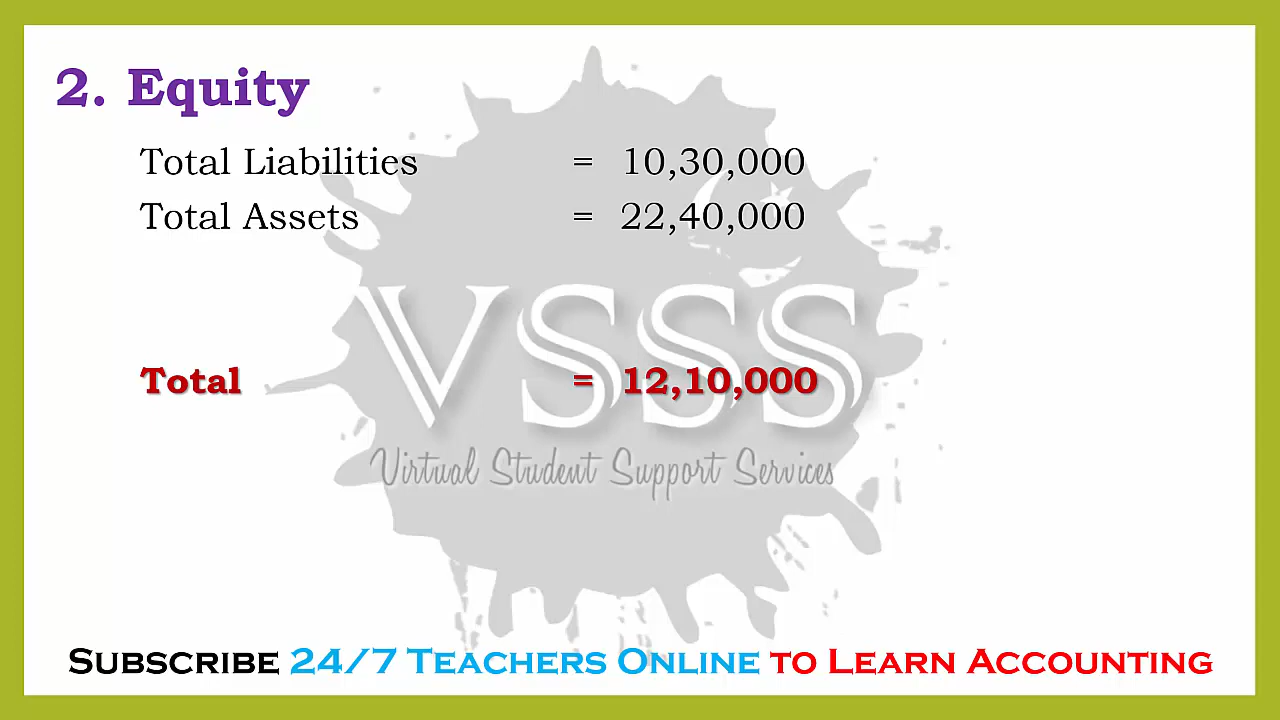 2. Equity
Total Liabilities = 10,30,000
Total Assets = 22,40,000
VSSS
Total = 12,10,000
Virtual Student Support Services
Subscribe 24/7 Teachers Online to Learn Accounting